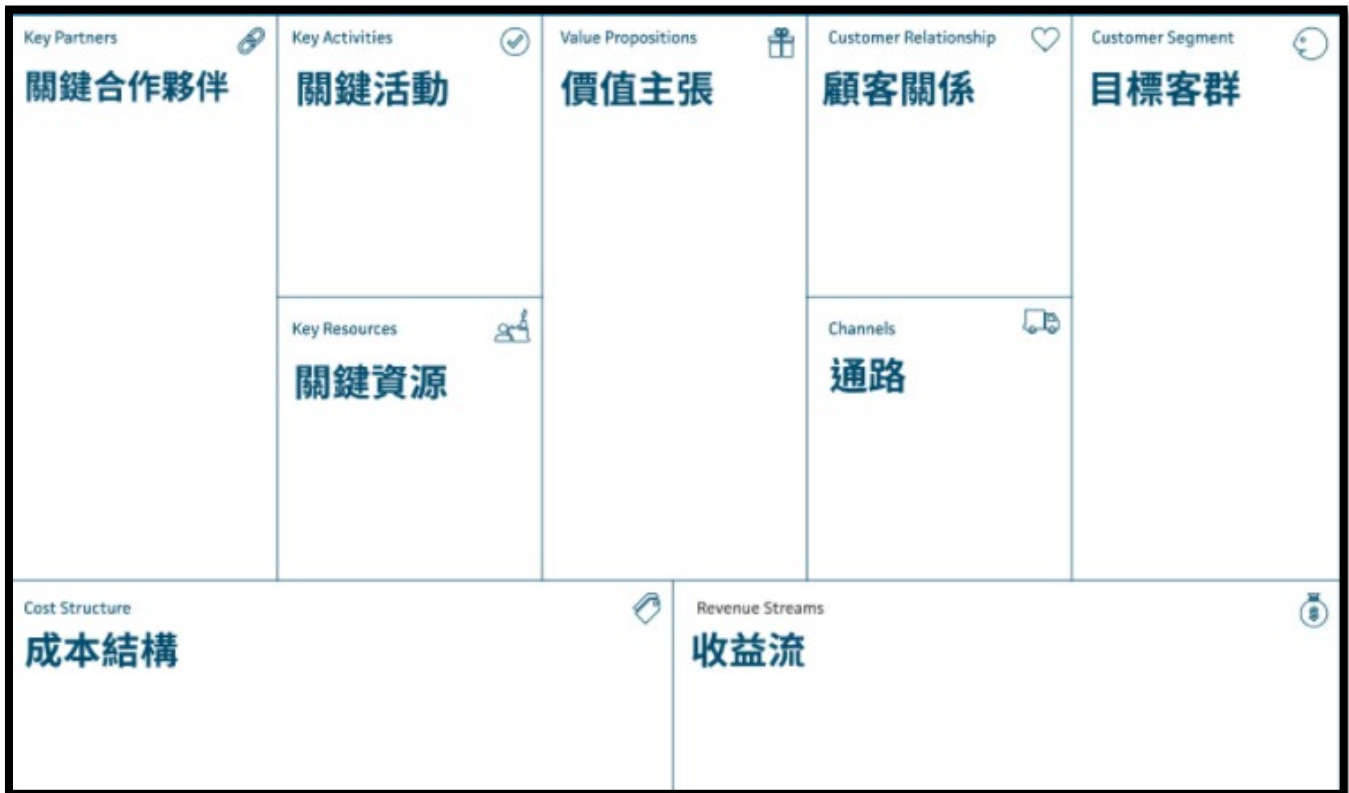 Key Partners
關鍵合作夥伴
Key Activities
關鍵活動
Key Resources
關鍵資源
Value Propositions
價值主張
Customer Relationship
顧客關係
Channels
通路
Customer Segment
目標客群
Cost Structure
成本結構
Revenue Streams
收益流